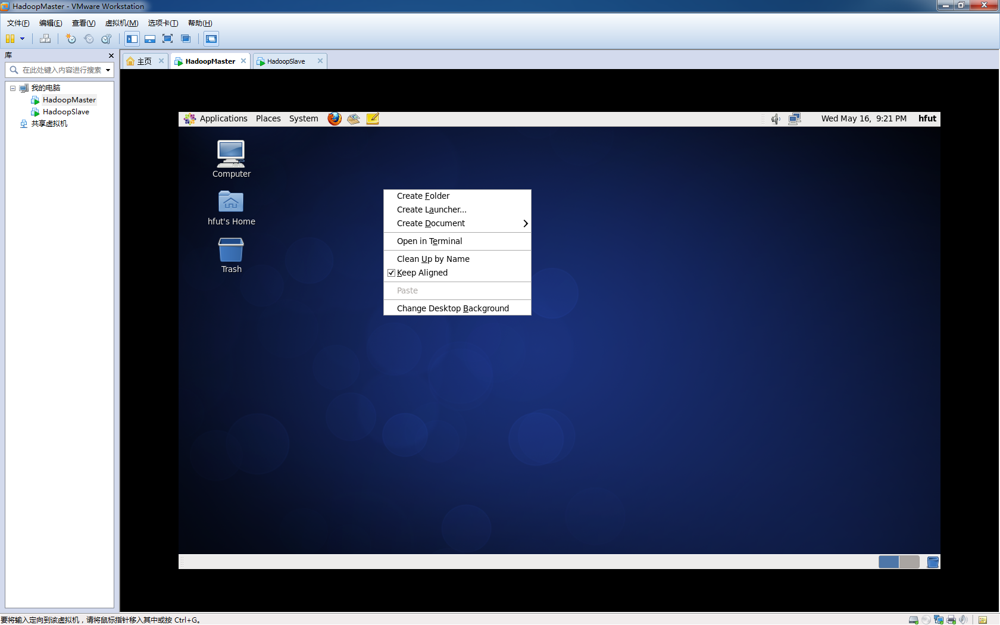 HadoopMaster - VMware Workstation
文件(F) 编辑(E) 查看(V) 虚拟机(M) 选项卡(T) 帮助(H)
库
在此处键入内容进行搜索
我的电脑
HadoopMaster
HadoopSlave
共享虚拟机
主页 HadoopMaster HadoopSlave
Applications Places System Wed May 16, 9:21 PM hfut
Computer
hfut's Home
Trash
Create Folder
Create Launcher...
Create Document
Open in Terminal
Clean Up by Name
Keep Aligned
Paste
Change Desktop Background
要将输入定向到该虚拟机，请将鼠标指针移入其中或按 Ctrl+G。